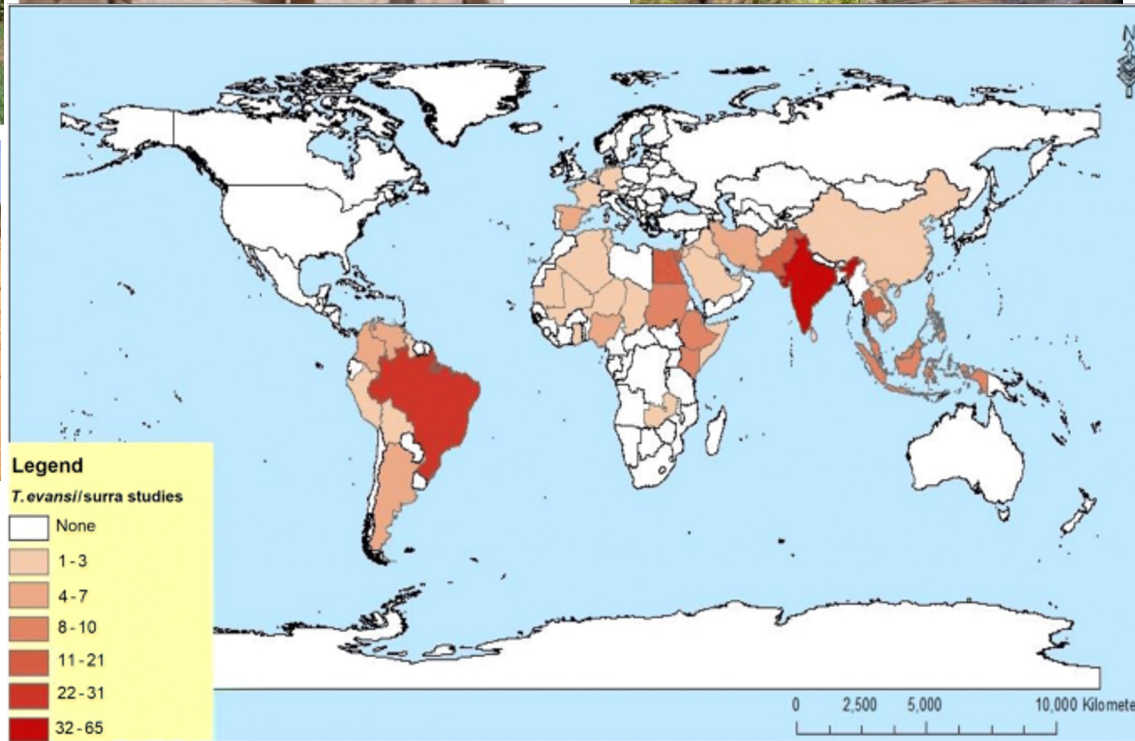 N
Legend
T.evansi/surra studies
None
1-3
4-7
8-10
11-21
22-31
32-65
0 2,500 5,000 10,000 Kilomete